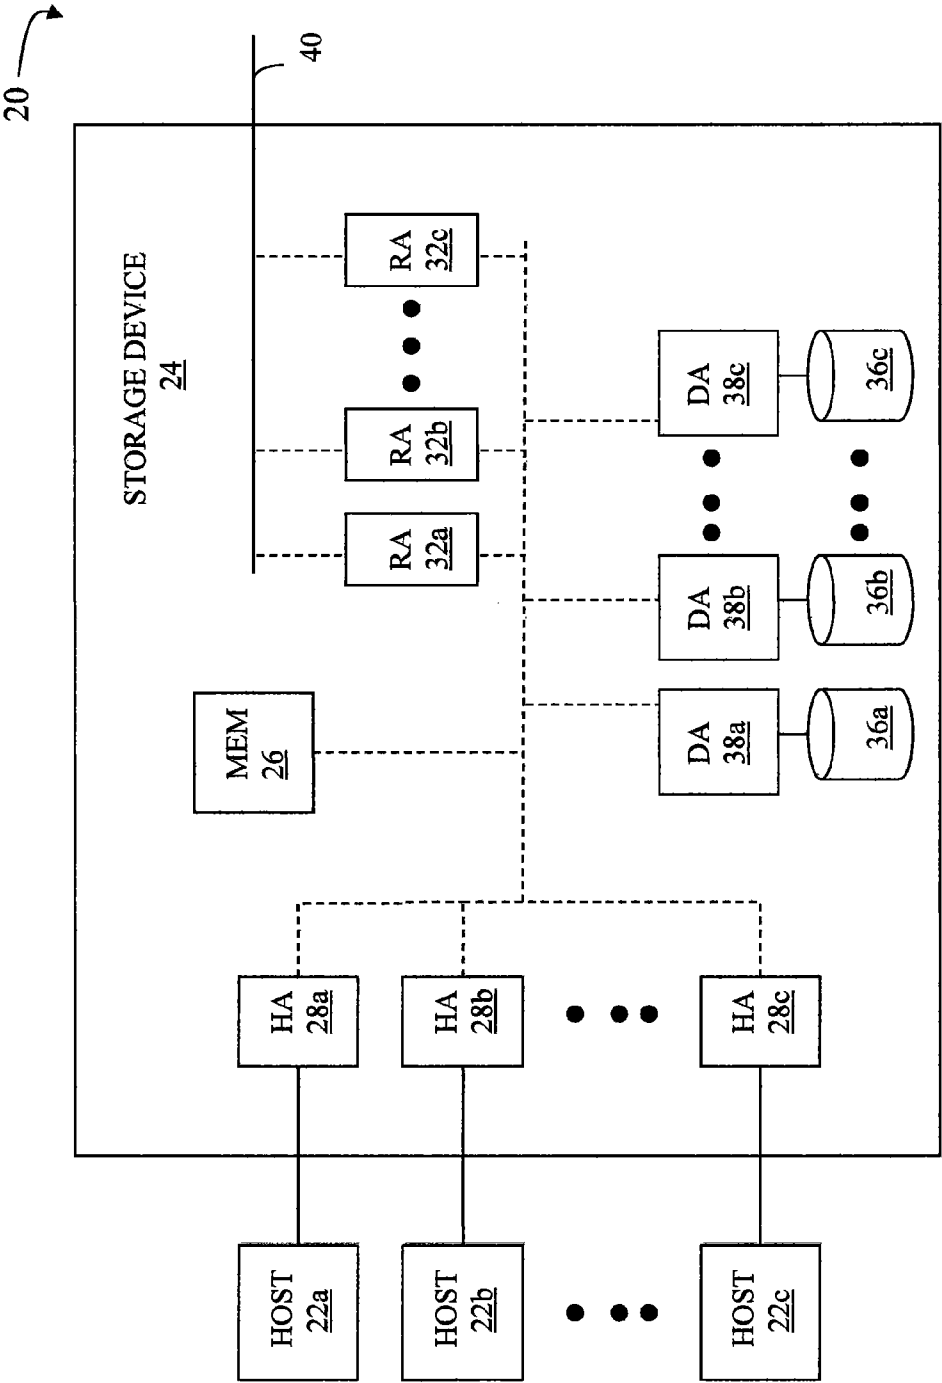 20
STORAGE DEVICE
24
40
MEM
26
RA
32a
RA
32b
RA
32c
HOST
22a
HA
28a
HOST
22b
HA
28b
HOST
22c
HA
28c
DA
38a
DA
38b
DA
38c
36a
36b
36c